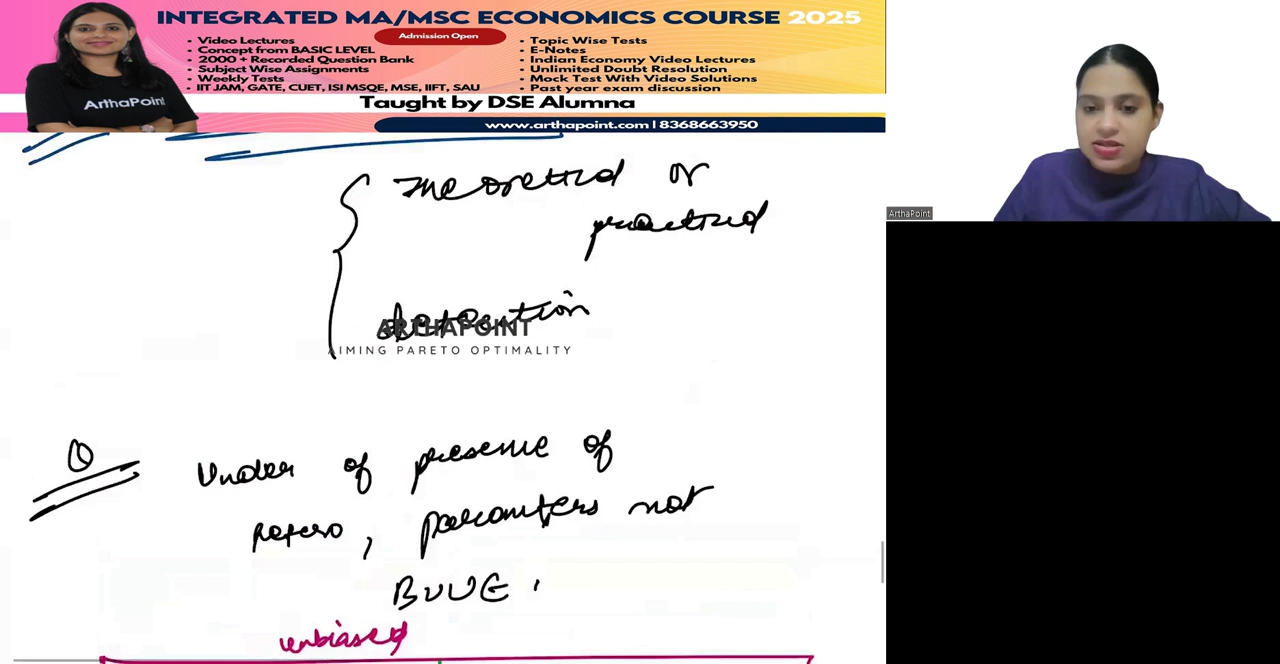 INTEGRATED MA/MSC ECONOMICS COURSE 2025
Admission Open
• Video Lectures
• Concept from BASIC LEVEL
• 2000 + Recorded Question Bank
• Subject Wise Assignments
• Weekly Tests
• IIT JAM, GATE, CUET, ISI MSQE, MSE, IIFT, SAU
• Topic Wise Tests
• E-Notes
• Indian Economy Video Lectures
• Unlimited Doubt Resolution
• Mock Test With Video Solutions
• Past year exam discussion
ArthaPoint
Taught by DSE Alumna
www.arthapoint.com | 8368663950
ArthaPoint
theoretical or
practical
detection
ARTHAPOINT
AIMING PARETO OPTIMALITY
Q Under of presence of
hetero, parameters not
BLUE.
unbiased